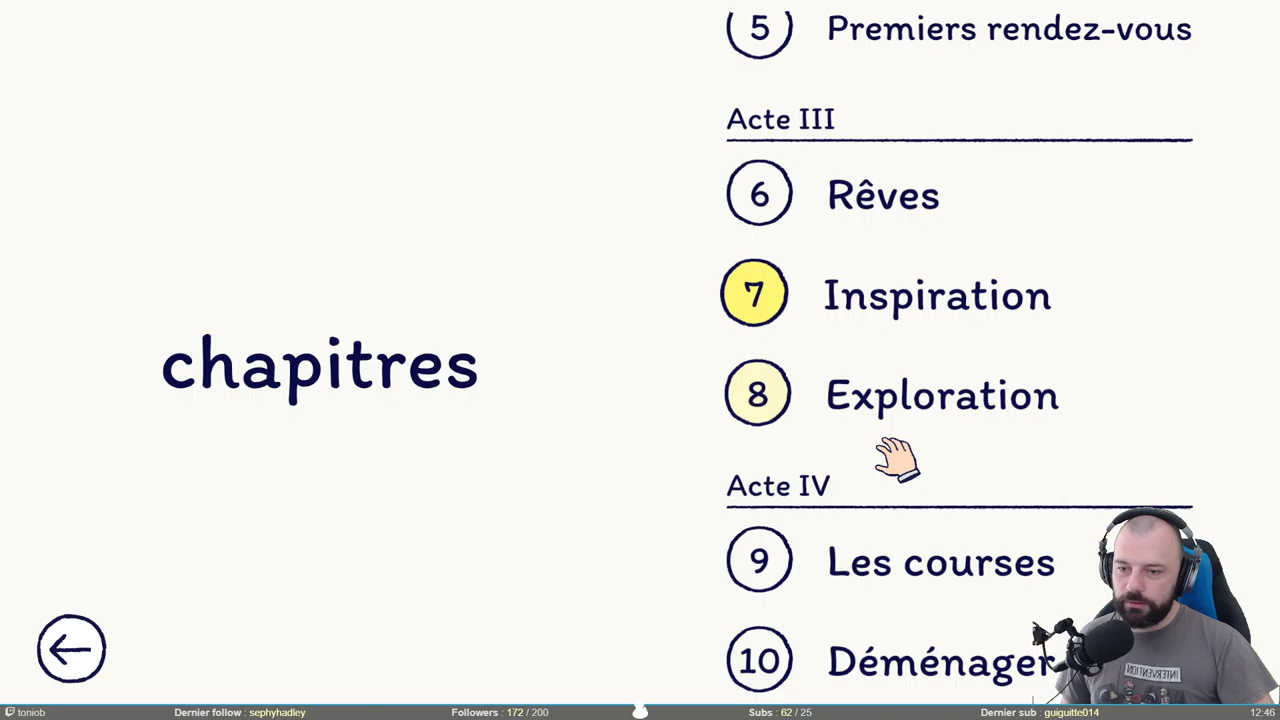 5 Premiers rendez-vous
Acte III
6 Rêves
7 Inspiration
chapitres
8 Exploration
Acte IV
9 Les courses
10 Déménager
toniob
Dernier follow : sephyhadley
Followers : 172 / 200
Subs : 62 / 25
Dernier sub : guiguitte014
12:46